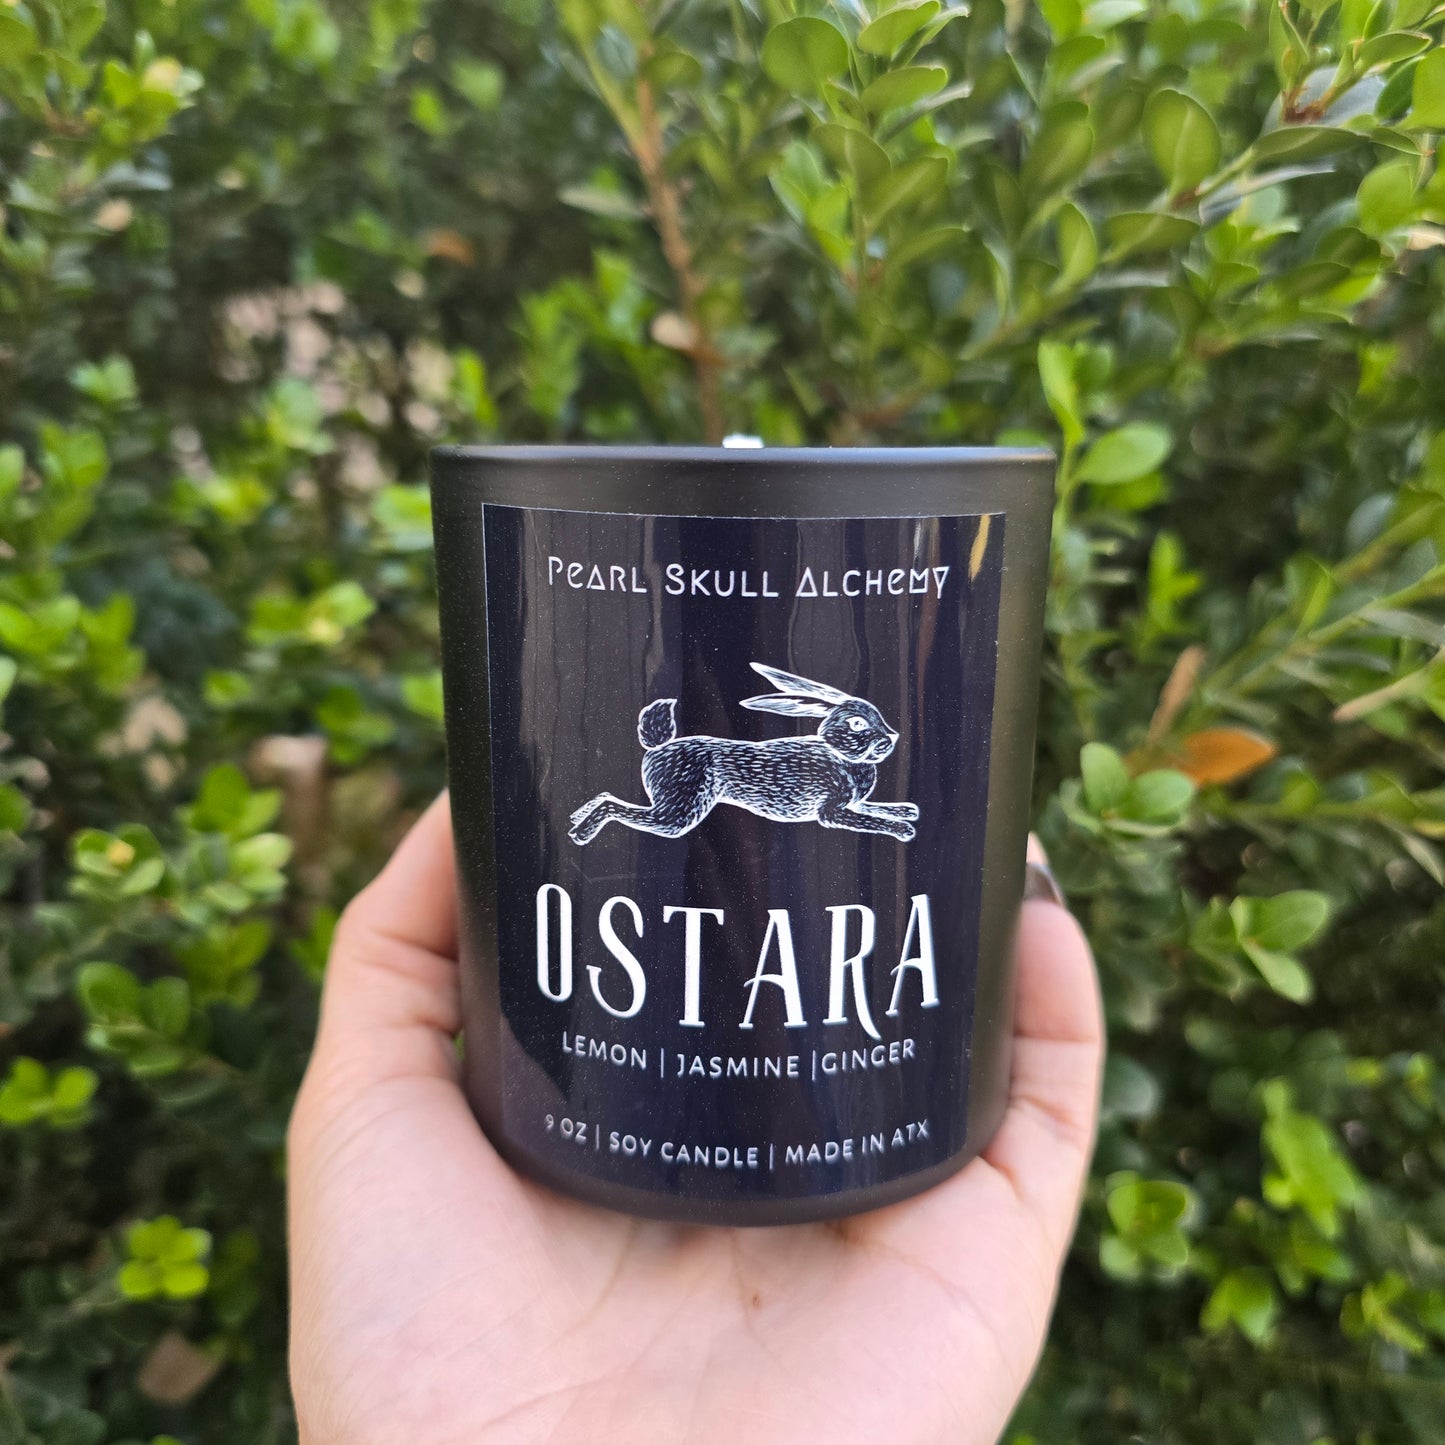 Pearl Skull Alchemy
OSTARA
LEMON | JASMINE |GINGER
9 OZ | SOY CANDLE | MADE IN ATX